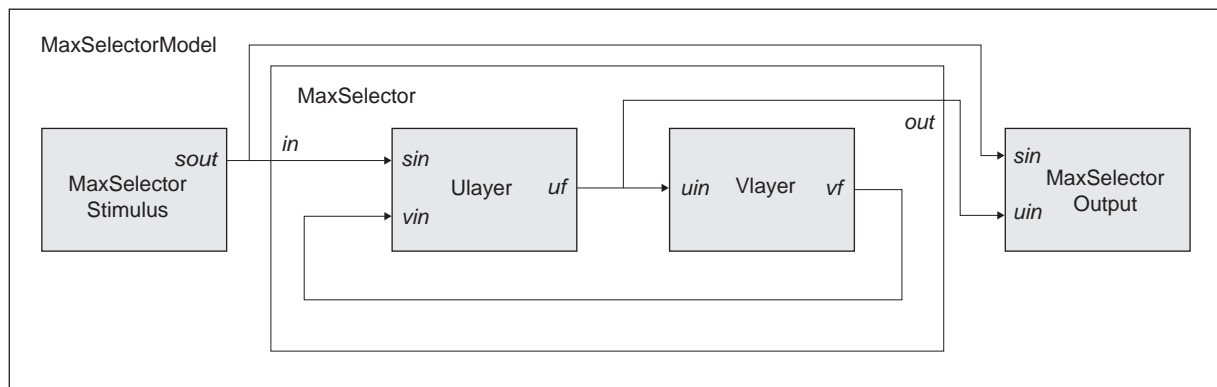 MaxSelectorModel
MaxSelector
sout
MaxSelector
Stimulus
in
sin
Ulayer
uf
vin
uin
Vlayer
vf
out
sin
MaxSelector
Output
uin